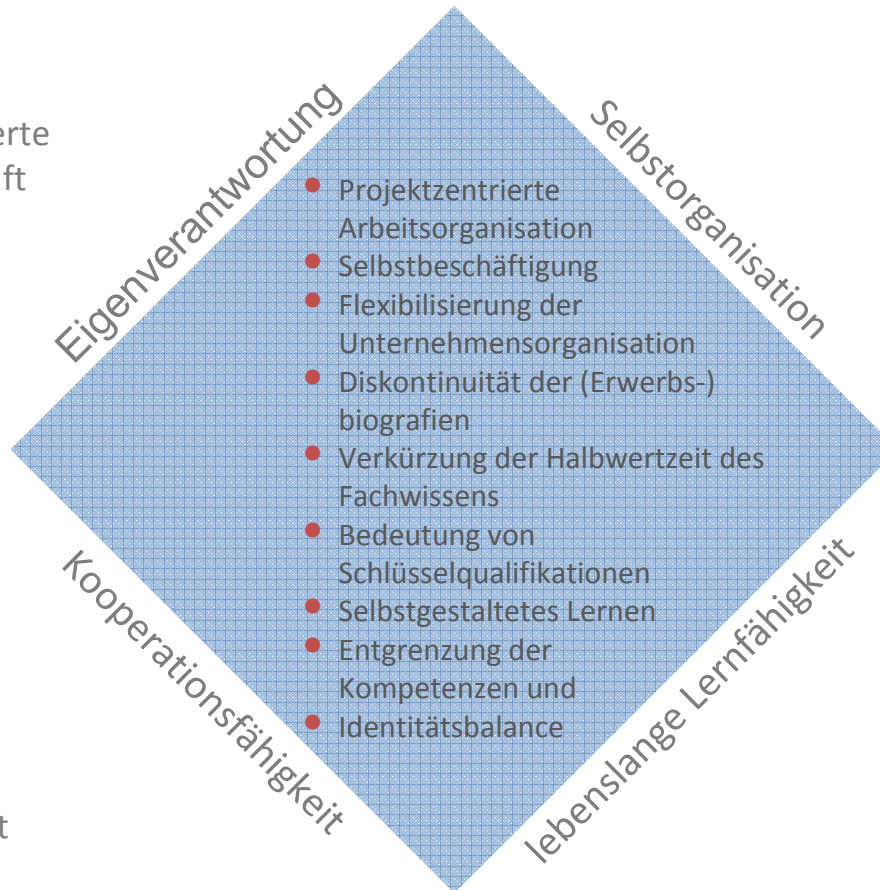 Eigenverantwortung
Selbstorganisation
Projektzentrierte
Arbeitsorganisation
Selbstbeschäftigung
Flexibilisierung der
Unternehmensorganisation
Diskontinuität der (Erwerbs-)
biografien
Verkürzung der Halbwertzeit des
Fachwissens
Bedeutung von
Schlüsselqualifikationen
Selbstgestaltetes Lernen
Entgrenzung der
Kompetenzen und
Identitätsbalance
Kooperationsfähigkeit
lebenslange Lernfähigkeit